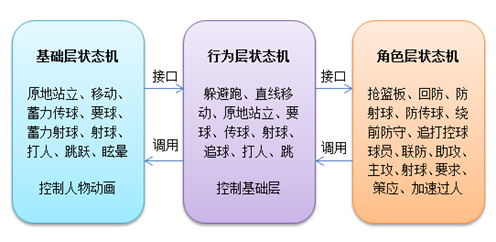 基础层状态机
原地站立、移动、
蓄力传球、要球、
蓄力射球、射球、
打人、跳跃、眩晕
控制人物动画
接口
调用
行为层状态机
躲避跑、直线移
动、原地站立、要
球、传球、射球、
追球、打人、跳
控制基础层
接口
调用
角色层状态机
抢篮板、回防、防
射球、防传球、绕
前防守、追打控球
球员、联防、助攻、
主攻、射球、要求、
策应、加速过人